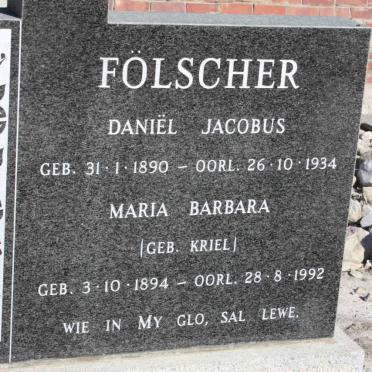 FÖLSCHER
DANIËL JACOBUS
GEB. 31·1·1890 – OORL. 26·10·1934
MARIA BARBARA
(GEB. KRIEL)
GEB. 3·10·1894 – OORL. 28·8·1992
WIE IN MY GLO, SAL LEWE.